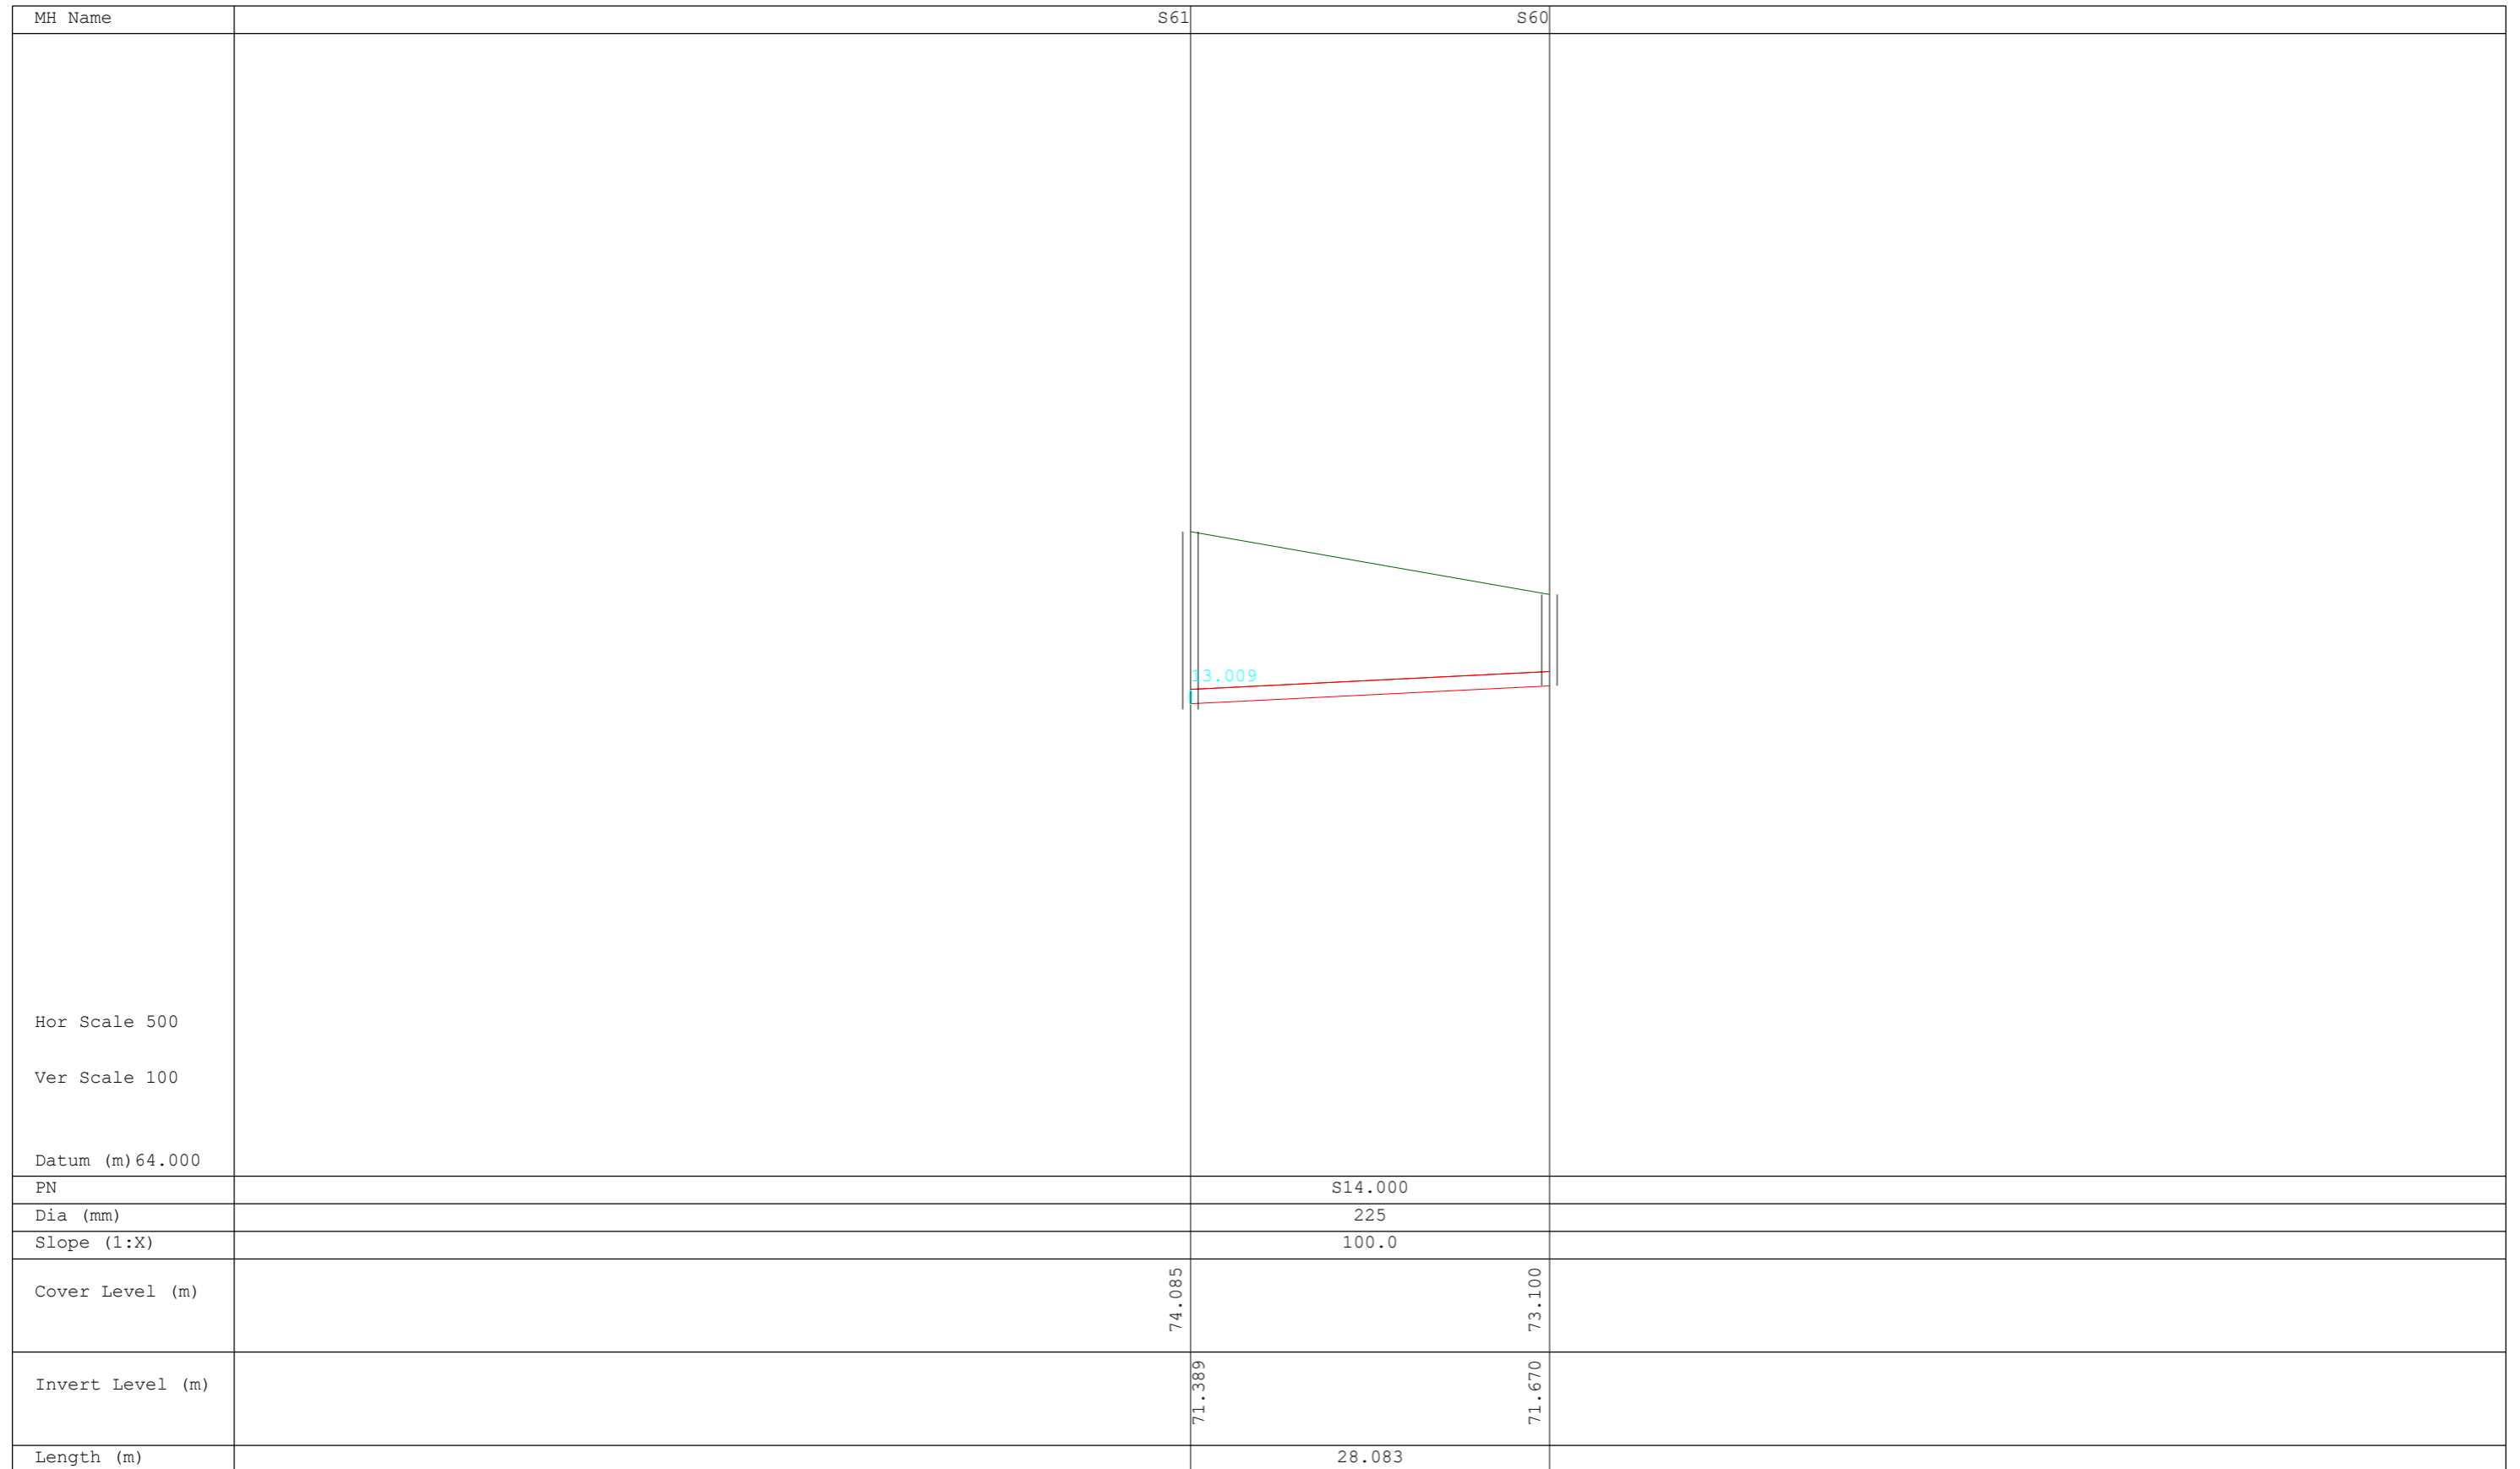 MH Name S61 S60
13.009
Hor Scale 500
Ver Scale 100
Datum (m)64.000
PN S14.000
Dia (mm) 225
Slope (1:X) 100.0
Cover Level (m) 74.085 73.100
Invert Level (m) 71.389 71.670
Length (m) 28.083